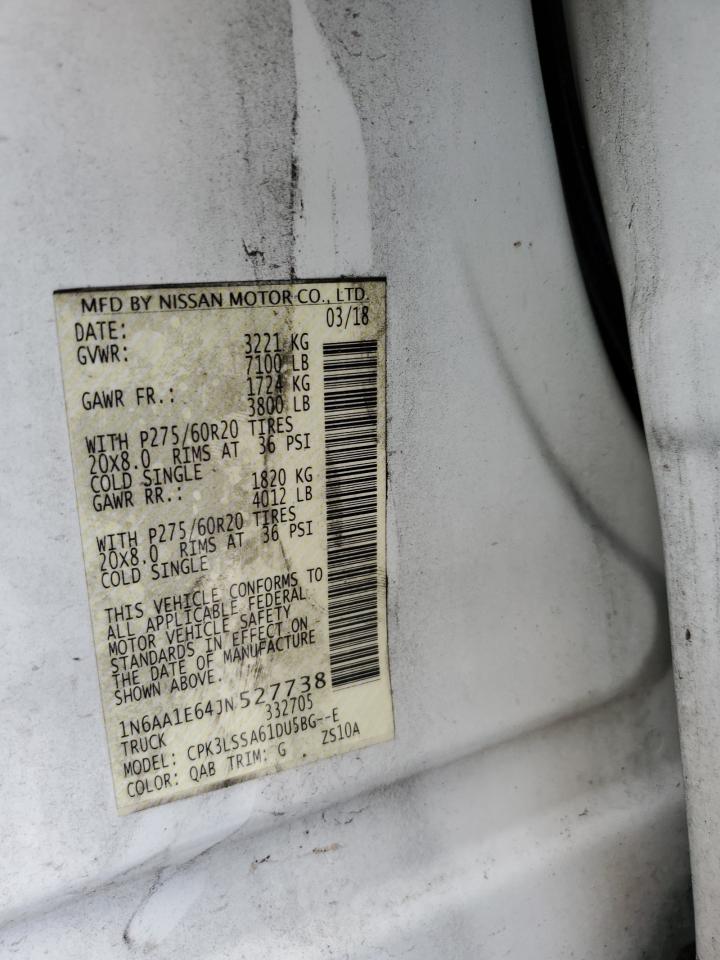 MFD BY NISSAN MOTOR CO., LTD.
DATE: 03/18
GVWR: 3221 KG
7100 LB
GAWR FR.: 1724 KG
3800 LB
WITH P275/60R20 TIRES
20X8.0 RIMS AT 36 PSI
COLD SINGLE
GAWR RR.: 1820 KG
4012 LB
WITH P275/60R20 TIRES
20X8.0 RIMS AT 36 PSI
COLD SINGLE
THIS VEHICLE CONFORMS TO
ALL APPLICABLE FEDERAL
MOTOR VEHICLE SAFETY
STANDARDS IN EFFECT ON
THE DATE OF MANUFACTURE
SHOWN ABOVE.
1N6AA1E64JN527738
TRUCK 332705
MODEL: CPK3LSSA61DU5BG--E
COLOR: QAB TRIM: G ZS10A